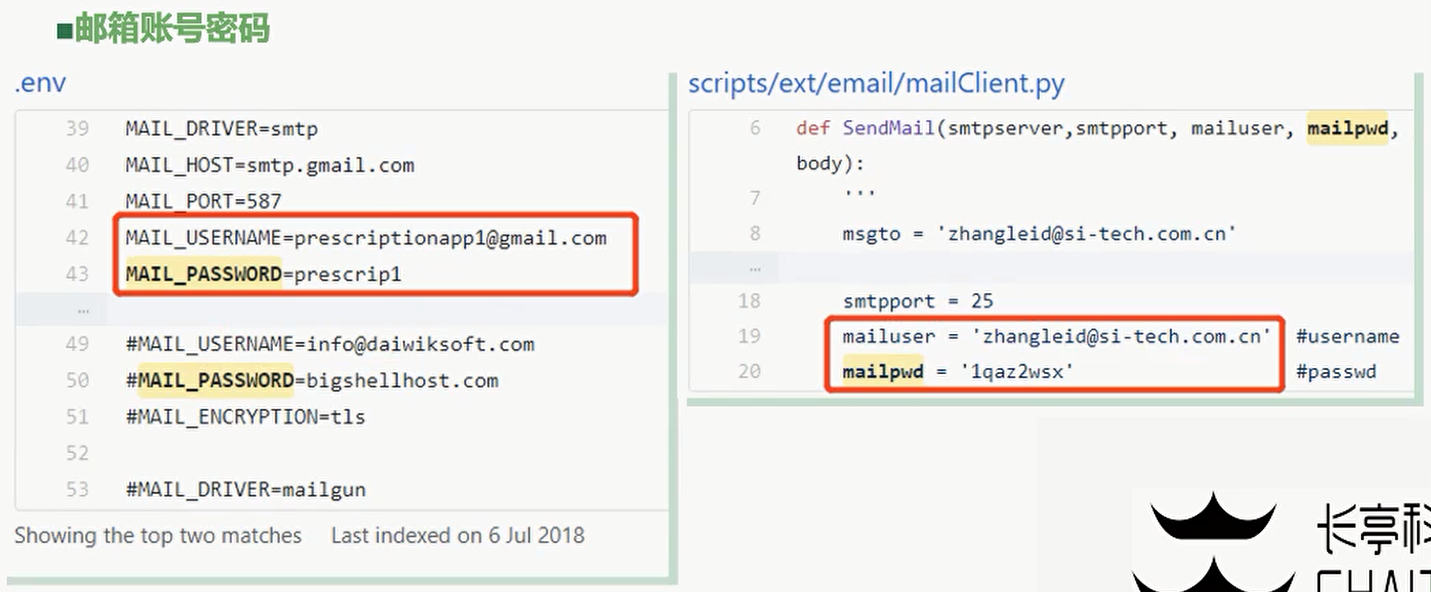 ■邮箱账号密码
.env
39 MAIL_DRIVER=smtp
40 MAIL_HOST=smtp.gmail.com
41 MAIL_PORT=587
42 MAIL_USERNAME=prescriptionapp1@gmail.com
43 MAIL_PASSWORD=prescrip1
…
49 #MAIL_USERNAME=info@daiwiksoft.com
50 #MAIL_PASSWORD=bigshellhost.com
51 #MAIL_ENCRYPTION=tls
52
53 #MAIL_DRIVER=mailgun
Showing the top two matches Last indexed on 6 Jul 2018
scripts/ext/email/mailClient.py
6 def SendMail(smtpserver,smtpport, mailuser, mailpwd,
body):
7 '''
8 msgto = 'zhangleid@si-tech.com.cn'
…
18 smtpport = 25
19 mailuser = 'zhangleid@si-tech.com.cn' #username
20 mailpwd = '1qaz2wsx' #passwd
长亭科
CHAIT